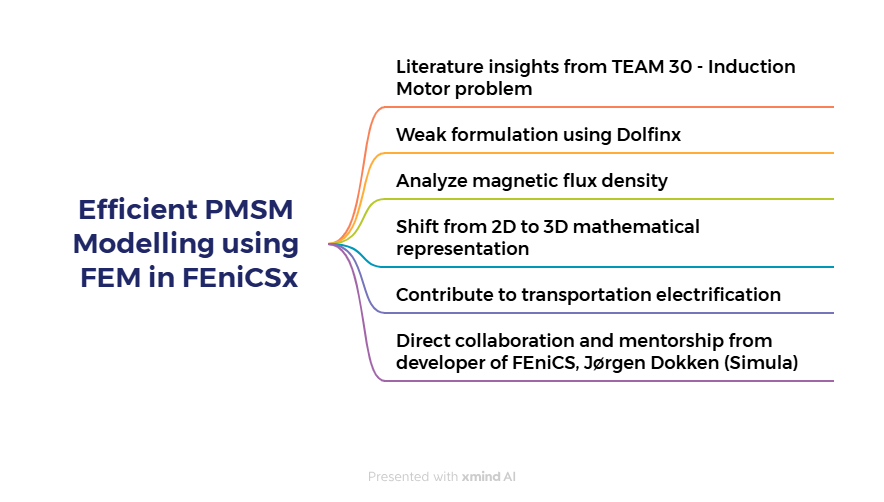 Literature insights from TEAM 30 - Induction
Motor problem
Weak formulation using Dolfinx
Analyze magnetic flux density
Efficient PMSM
Modelling using
FEM in FEniCSx
Shift from 2D to 3D mathematical
representation
Contribute to transportation electrification
Direct collaboration and mentorship from
developer of FEniCS, Jørgen Dokken (Simula)
Presented with xmind AI